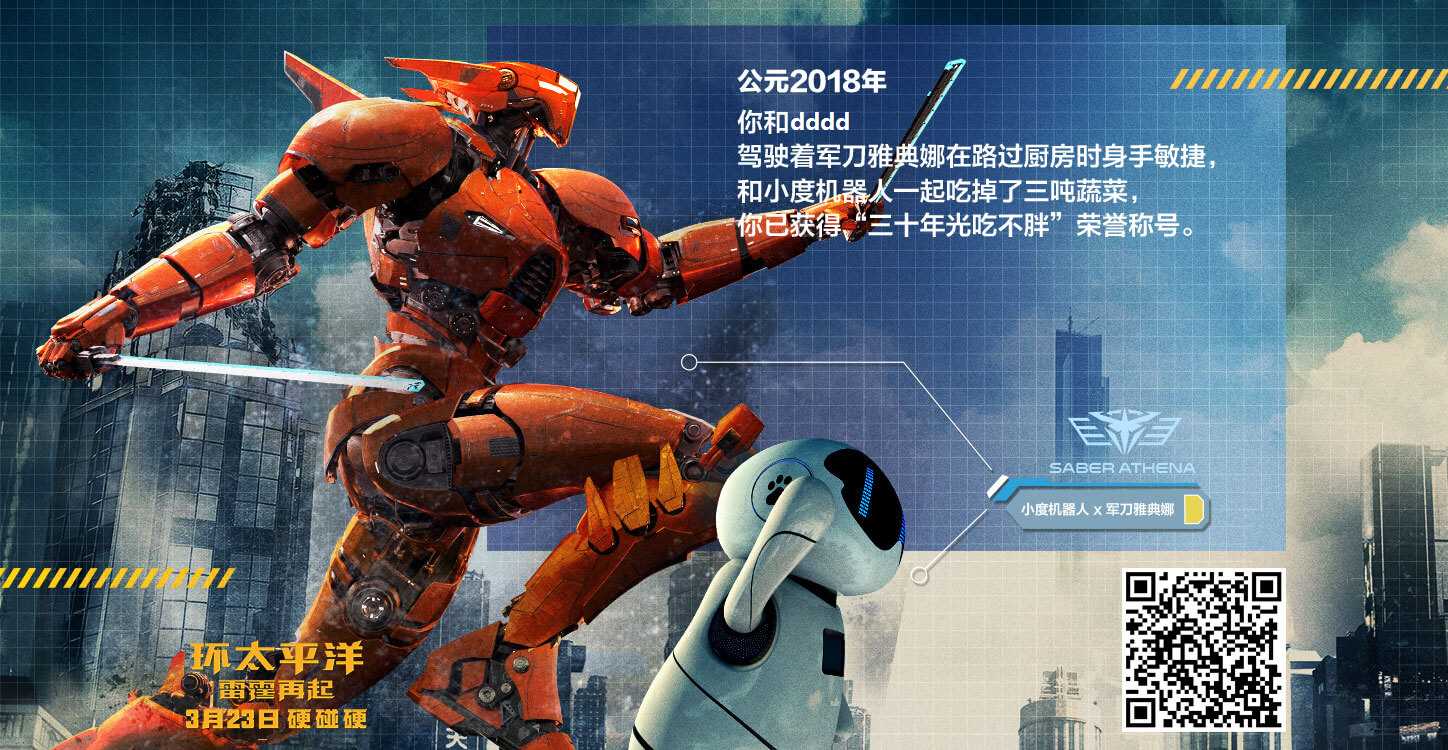 公元2018年
你和dddd
驾驶着军刀雅典娜在路过厨房时身手敏捷，
和小度机器人一起吃掉了三吨蔬菜，
你已获得“三十年光吃不胖”荣誉称号。
SABER ATHENA
小度机器人 x 军刀雅典娜
环太平洋
雷霆再起
3月23日 硬碰硬